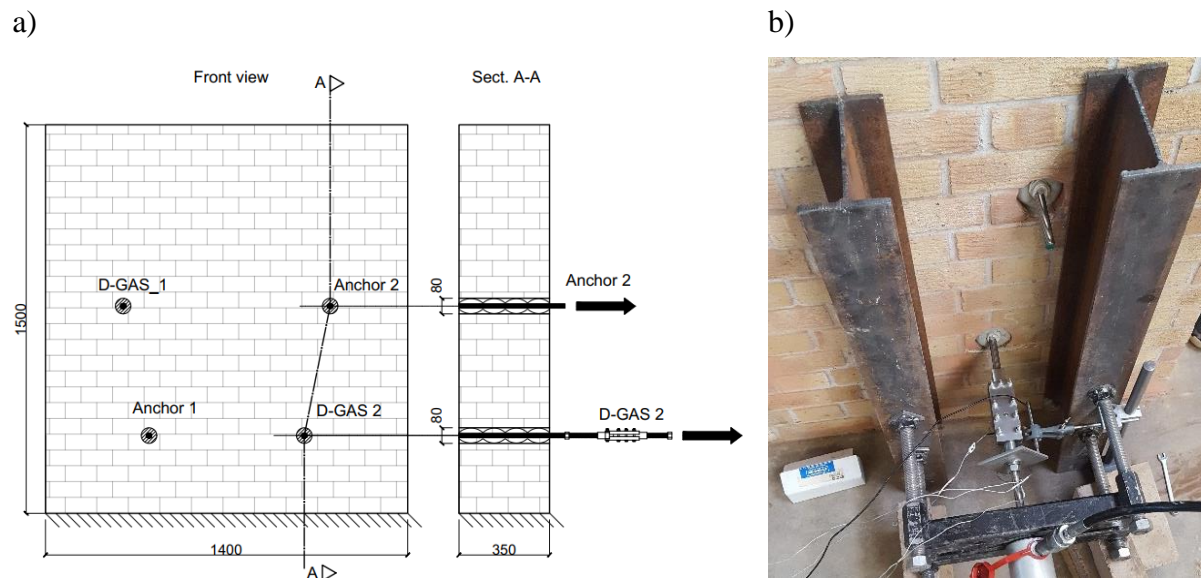 a)
b)
Front view
Sect. A-A
A
D-GAS_1
Anchor 2
80
Anchor 2
1500
Anchor 1
D-GAS 2
80
D-GAS 2
1400
350
A